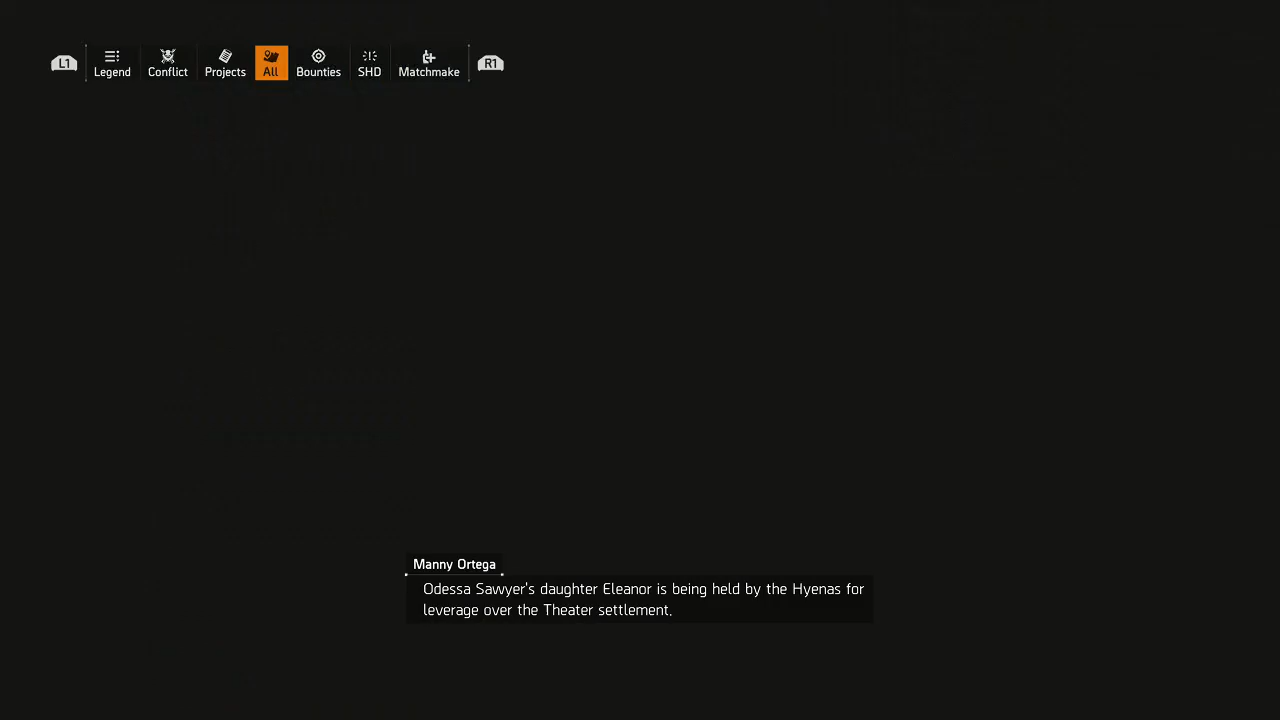 L1 Legend Conflict Projects All Bounties SHD Matchmake R1
Manny Ortega
Odessa Sawyer's daughter Eleanor is being held by the Hyenas for
leverage over the Theater settlement.